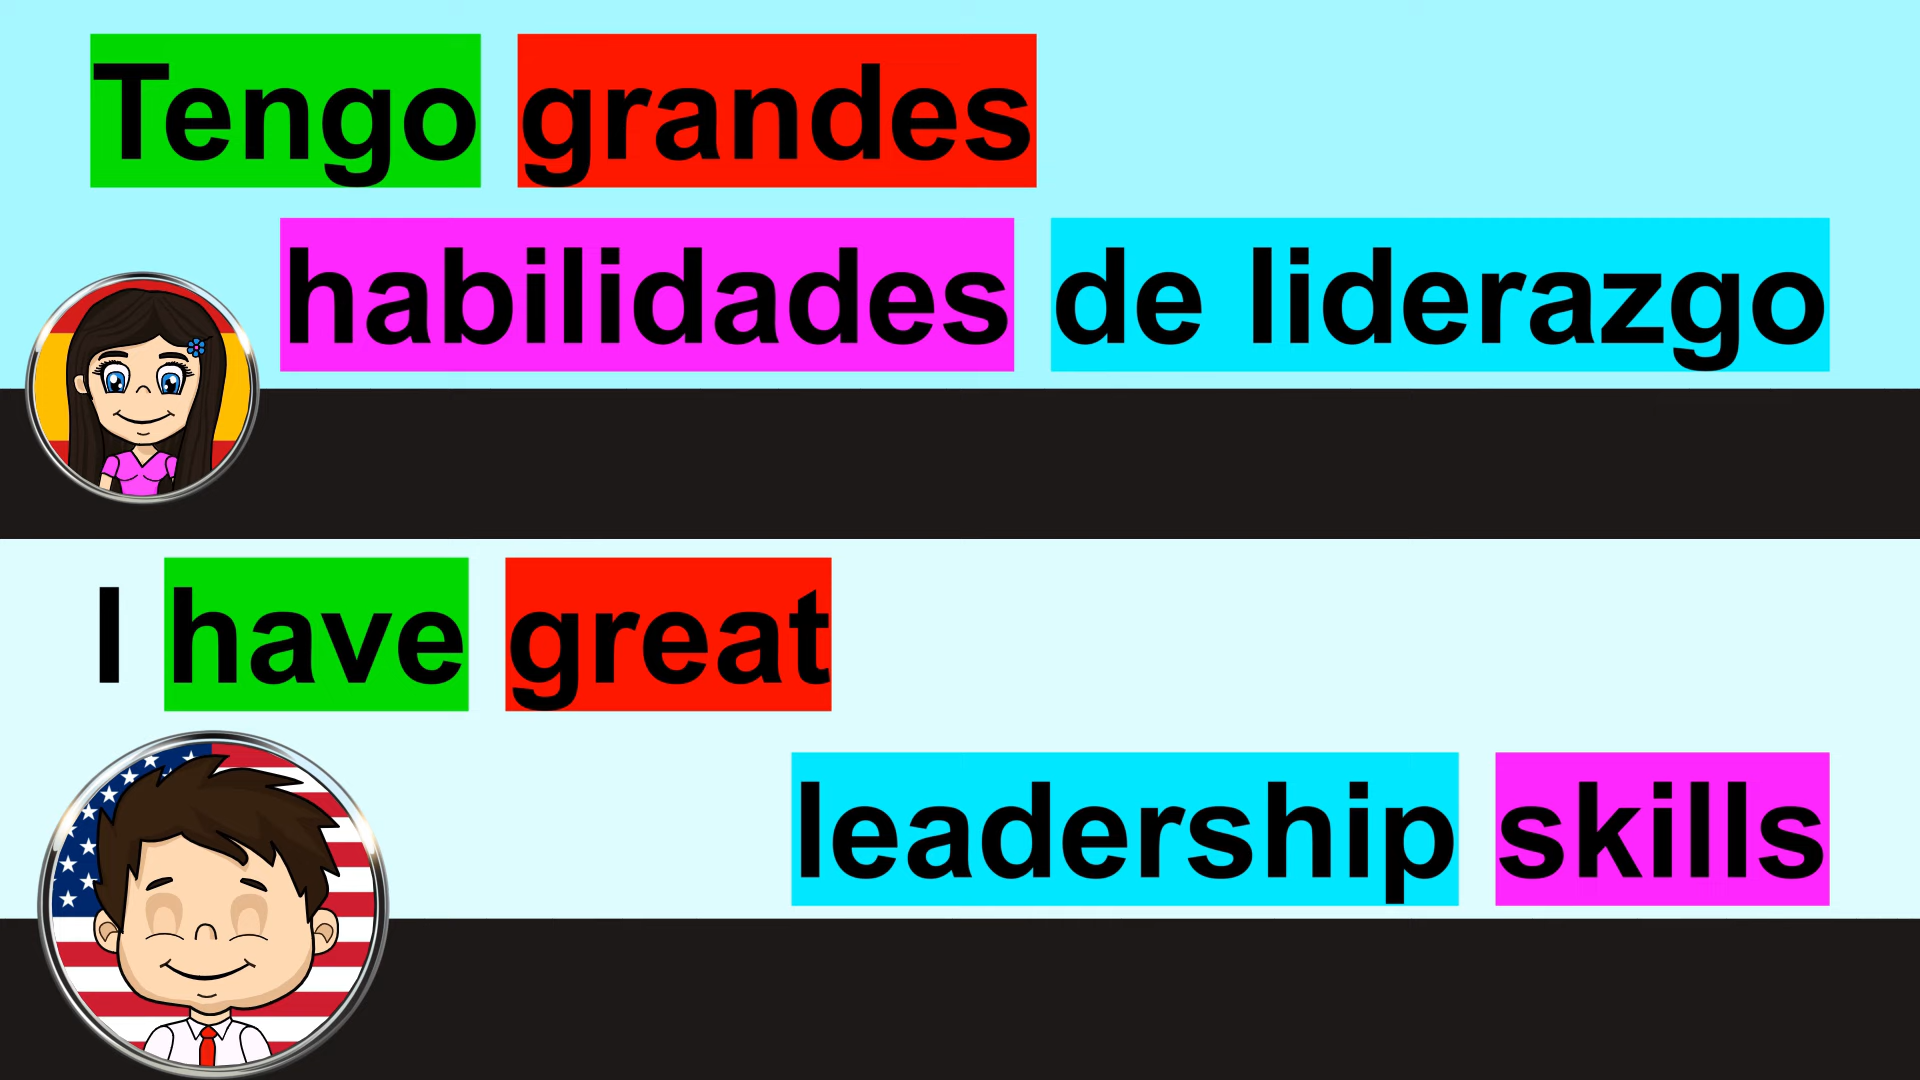 Tengo grandes
habilidades de liderazgo
I have great
leadership skills